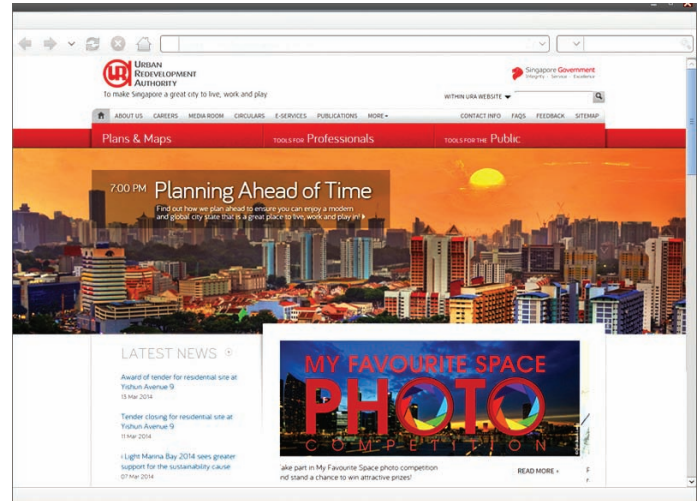 URBAN
REDEVELOPMENT
AUTHORITY
To make Singapore a great city to live, work and play
Singapore Government
Integrity · Service · Excellence
WITHIN URA WEBSITE
ABOUT US CAREERS MEDIA ROOM CIRCULARS E-SERVICES PUBLICATIONS MORE CONTACT INFO FAQS FEEDBACK SITEMAP
Plans & Maps TOOLS FOR Professionals TOOLS FOR THE Public
7:00 PM Planning Ahead of Time
Find out how we plan ahead to ensure you can enjoy a modern
and global city state that is a great place to live, work and play in!
LATEST NEWS
Award of tender for residential site at
Yishun Avenue 9
13 Mar 2014
Tender closing for residential site at
Yishun Avenue 9
11 Mar 2014
i Light Marina Bay 2014 sees greater
support for the sustainability cause
07 Mar 2014
MY FAVOURITE SPACE
PHOTO
COMPETITION
ake part in My Favourite Space photo competition
nd stand a chance to win attractive prizes!
READ MORE